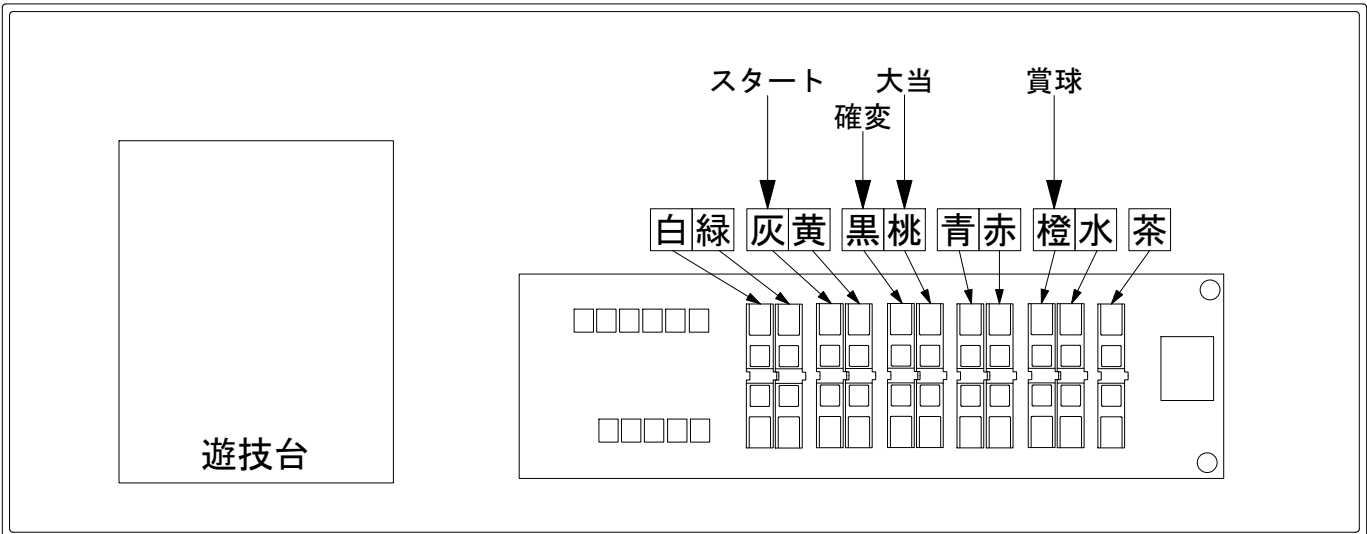 スタート
大当
賞球
確変
白緑 灰黄 黒桃 青赤 橙水 茶
遊技台